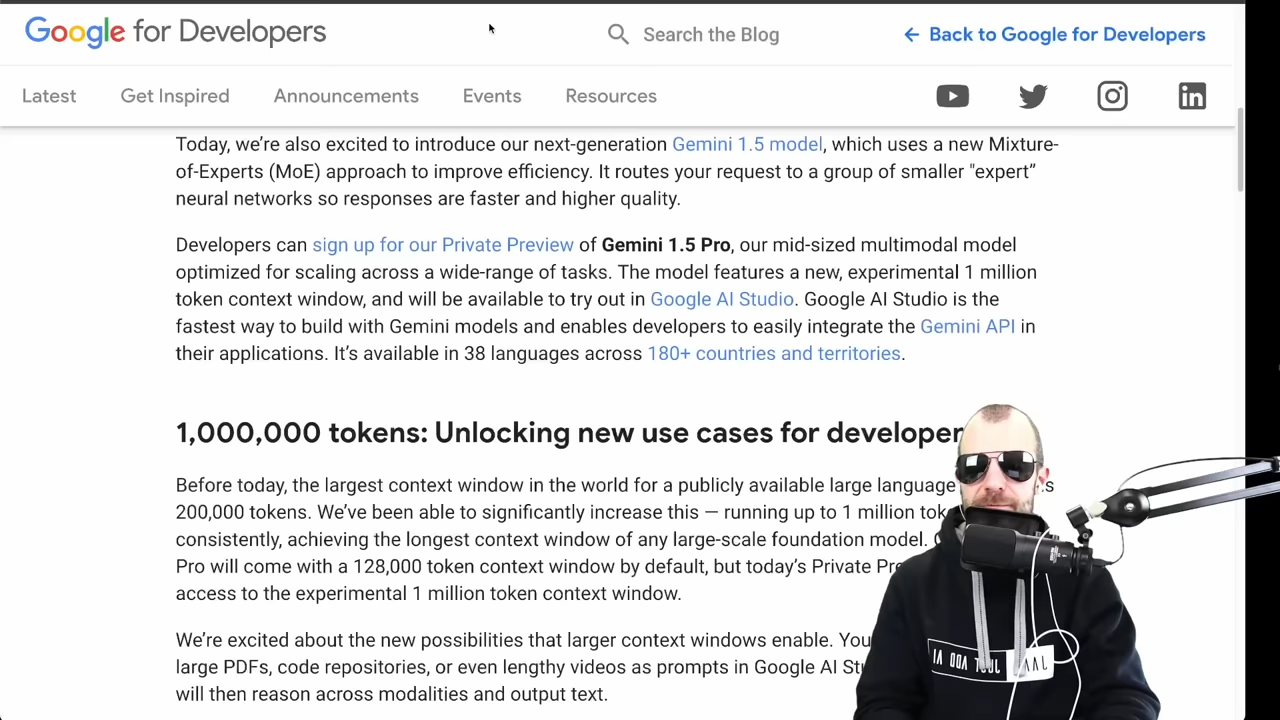 Google for Developers
Search the Blog
Back to Google for Developers
Latest
Get Inspired
Announcements
Events
Resources
Today, we’re also excited to introduce our next-generation Gemini 1.5 model, which uses a new Mixture-
of-Experts (MoE) approach to improve efficiency. It routes your request to a group of smaller "expert”
neural networks so responses are faster and higher quality.
Developers can sign up for our Private Preview of Gemini 1.5 Pro, our mid-sized multimodal model
optimized for scaling across a wide-range of tasks. The model features a new, experimental 1 million
token context window, and will be available to try out in Google AI Studio. Google AI Studio is the
fastest way to build with Gemini models and enables developers to easily integrate the Gemini API in
their applications. It’s available in 38 languages across 180+ countries and territories.
1,000,000 tokens: Unlocking new use cases for developer
Before today, the largest context window in the world for a publicly available large language
200,000 tokens. We’ve been able to significantly increase this — running up to 1 million
consistently, achieving the longest context window of any large-scale foundation model.
Pro will come with a 128,000 token context window by default, but today’s Private
access to the experimental 1 million token context window.
We’re excited about the new possibilities that larger context windows enable. You
large PDFs, code repositories, or even lengthy videos as prompts in Google AI
will then reason across modalities and output text.